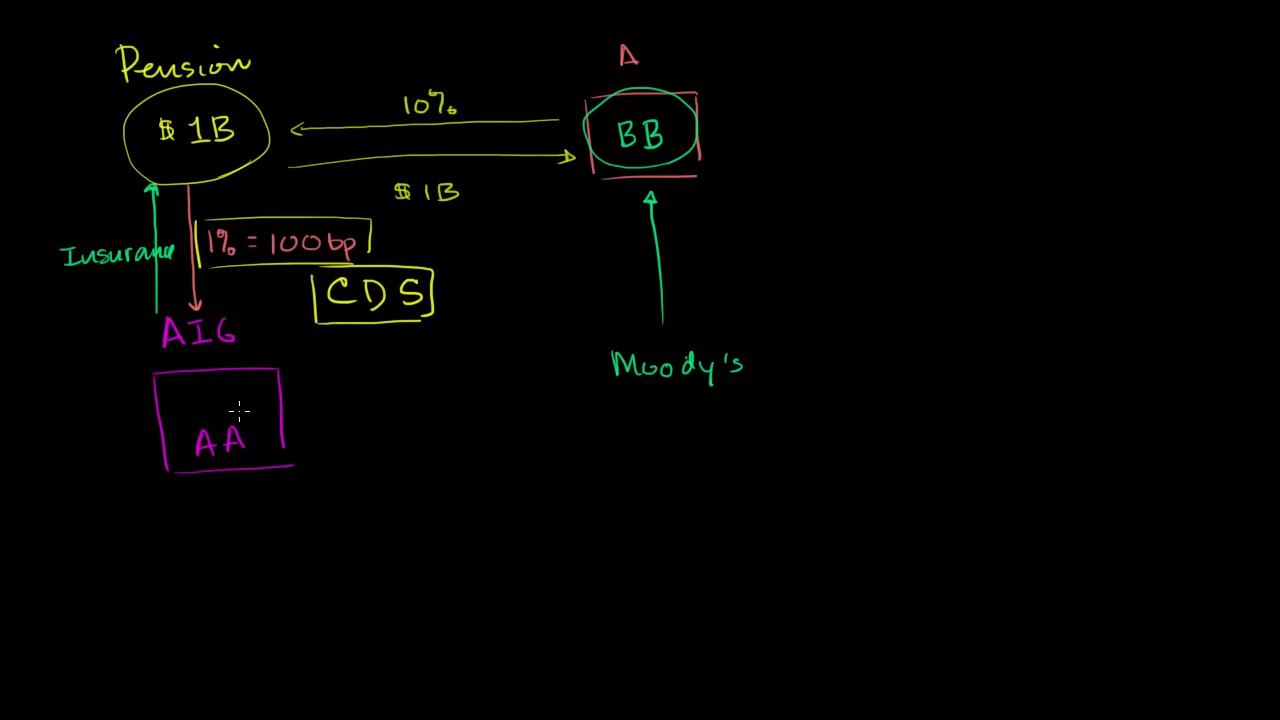 Pension
A
$ 1B
10%
BB
$ 1B
Insurance
1% = 100bp
CDS
AIG
Moody's
AA